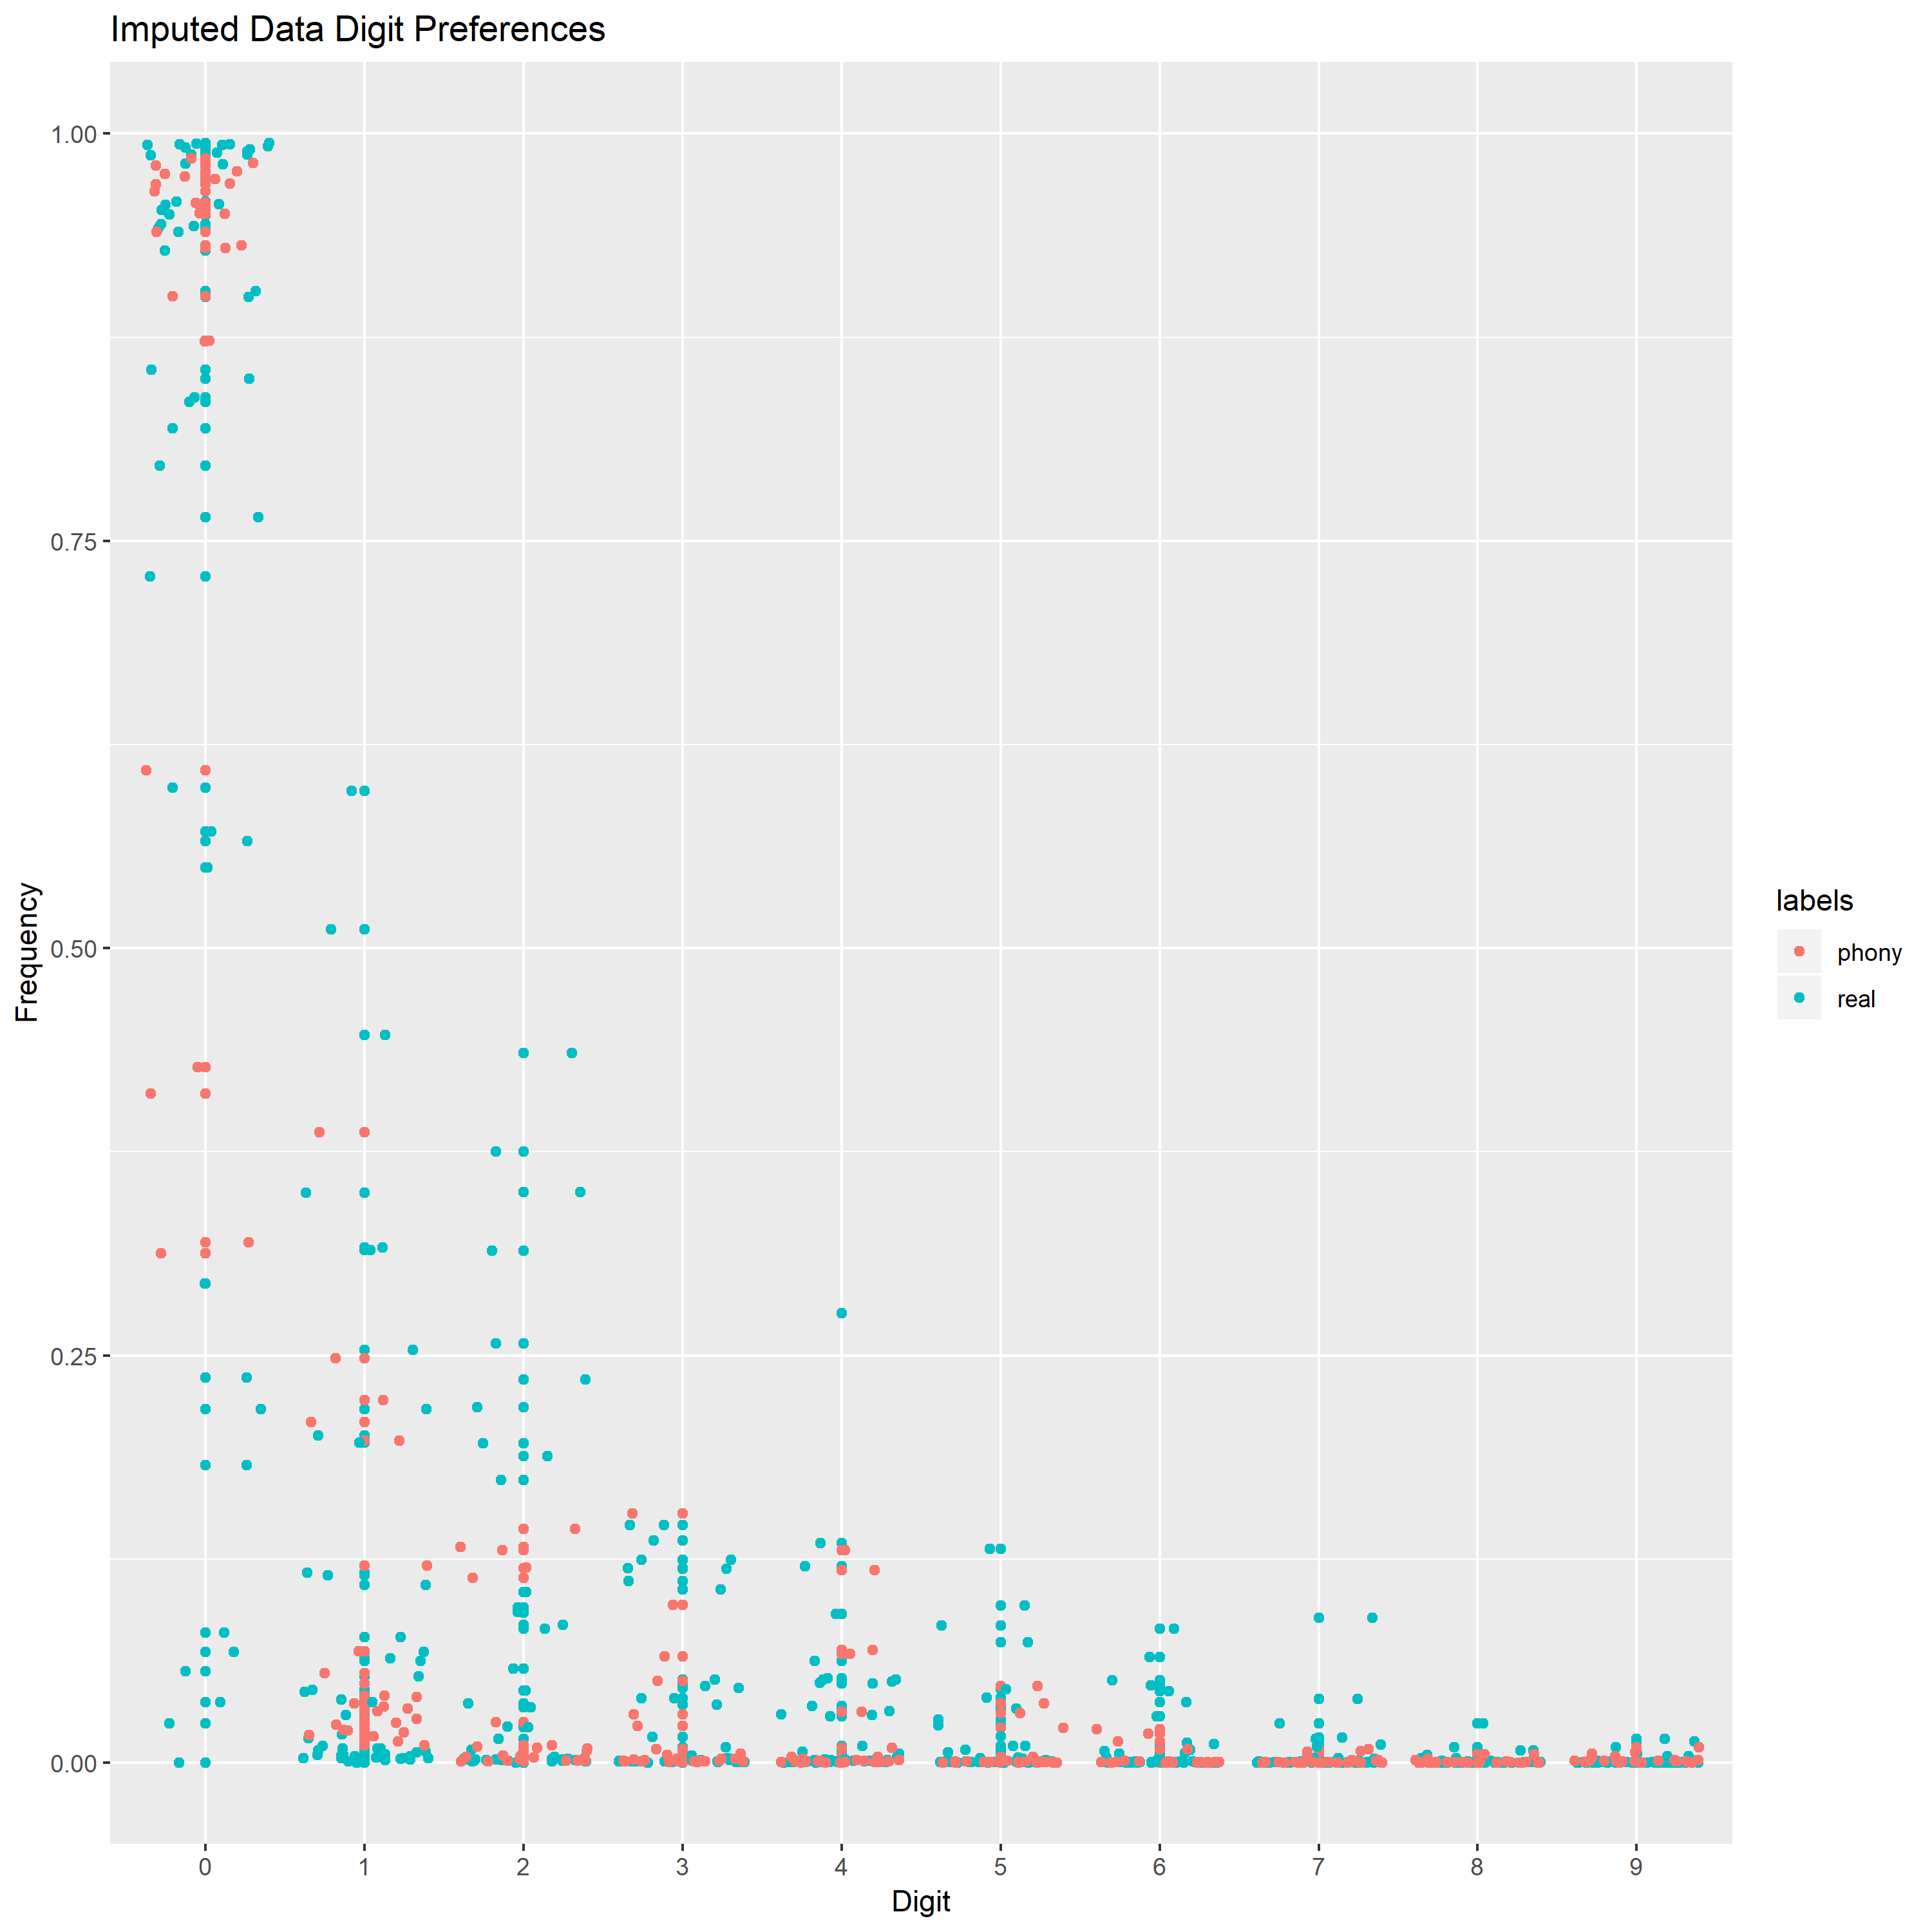 Imputed Data Digit Preferences
1.00
0.75
0.50
0.25
0.00
Frequency
0 1 2 3 4 5 6 7 8 9
Digit
labels
phony
real